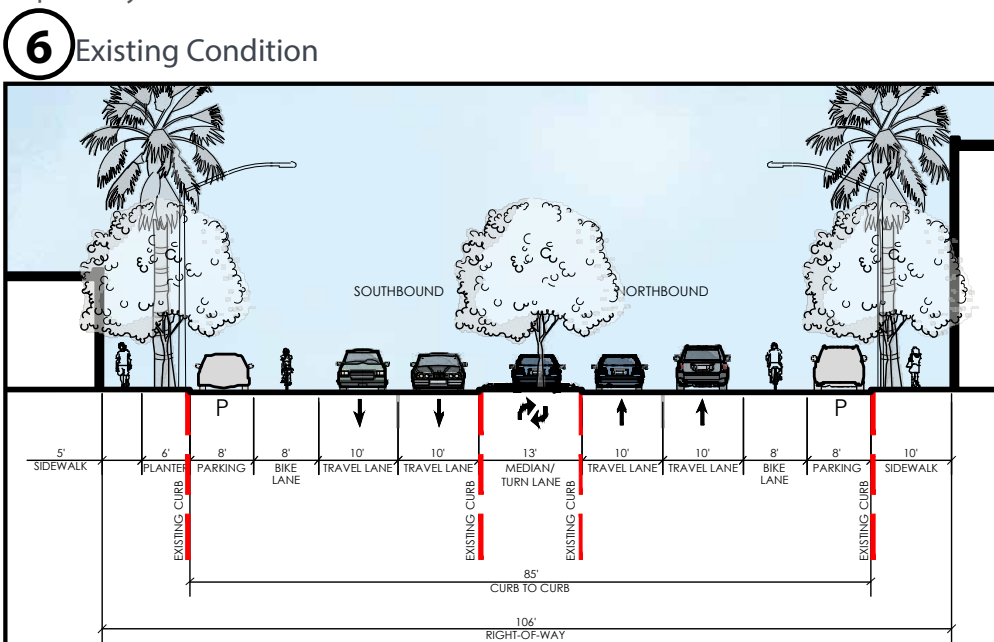 6 Existing Condition
SOUTHBOUND
NORTHBOUND
P
P
5'
6'
8'
8'
10'
10'
13'
10'
10'
8'
8'
10'
SIDEWALK
PLANTER
PARKING
BIKE
LANE
TRAVEL LANE
TRAVEL LANE
MEDIAN/
TURN LANE
TRAVEL LANE
TRAVEL LANE
BIKE
LANE
PARKING
SIDEWALK
EXISTING CURB
EXISTING CURB
EXISTING CURB
EXISTING CURB
85'
CURB TO CURB
106'
RIGHT-OF-WAY